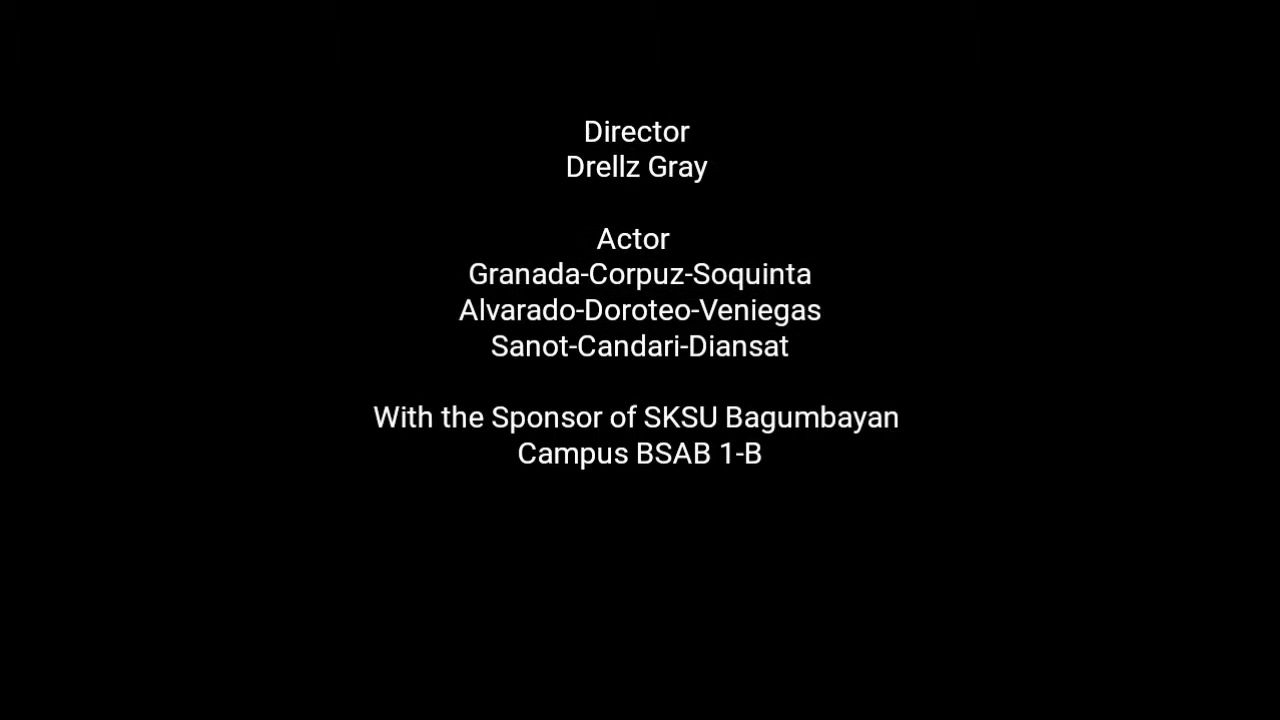 Director
Drellz Gray
Actor
Granada-Corpuz-Soquinta
Alvarado-Doroteo-Veniegas
Sanot-Candari-Diansat
With the Sponsor of SKSU Bagumbayan
Campus BSAB 1-B